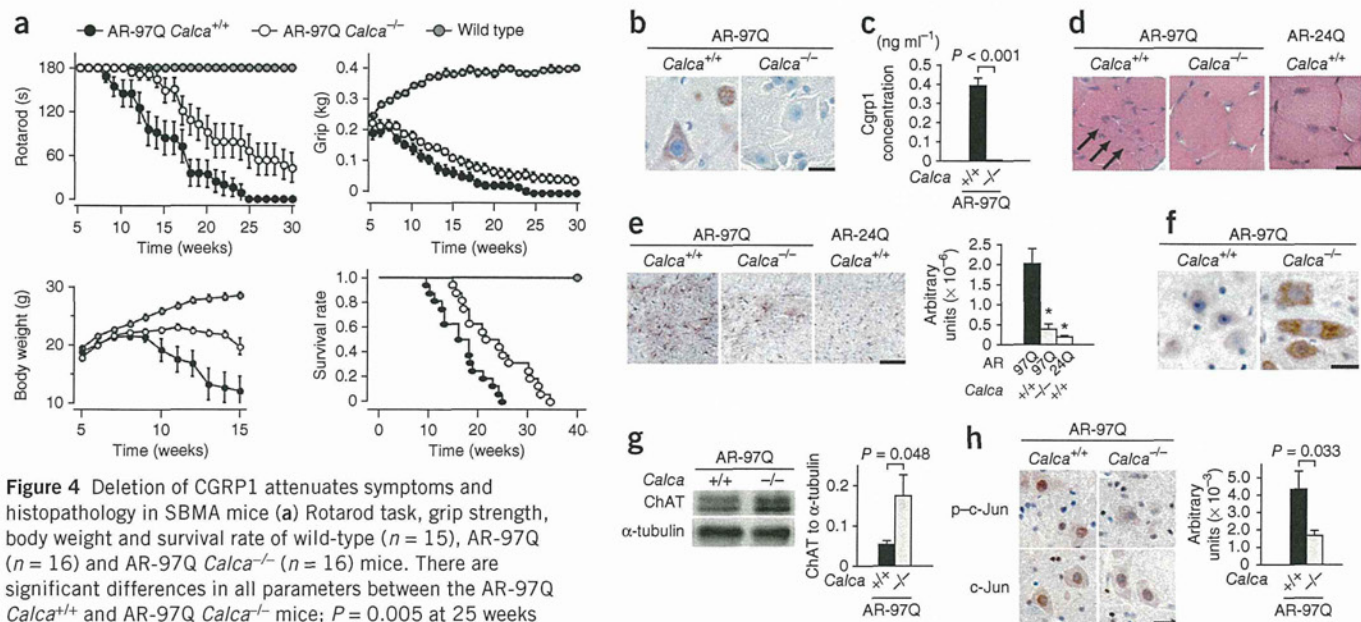 a
AR-97Q Calca+/+ AR-97Q Calca–/– Wild type
180
120
60
0
Rotarod (s)
5 10 15 20 25 30
Time (weeks)
0.4
0.3
0.2
0.1
0
Grip (kg)
5 10 15 20 25 30
Time (weeks)
30
20
10
Body weight (g)
5 10 15
Time (weeks)
1.0
0.8
0.6
0.4
0.2
0
Survival rate
0 10 20 30 40
Time (weeks)
b
AR-97Q
Calca+/+ Calca–/–
c
(ng ml–1)
P < 0.001
0.4
0.3
0.2
0.1
0
Cgrp1
concentration
Calca +/+ –/–
AR-97Q
d
AR-97Q AR-24Q
Calca+/+ Calca–/– Calca+/+
e
AR-97Q AR-24Q
Calca+/+ Calca–/– Calca+/+
2.5
2.0
1.5
1.0
0.5
0
Arbitrary
units (× 10–6)
* *
AR 97Q 97Q 24Q
Calca +/+ –/– +/+
f
AR-97Q
Calca+/+ Calca–/–
g
AR-97Q
Calca +/+ –/–
ChAT
α-tubulin
P = 0.048
0.2
0.1
0
ChAT to α-tubulin
Calca +/+ –/–
AR-97Q
h
AR-97Q
Calca+/+ Calca–/–
p–c-Jun
c-Jun
P = 0.033
5.0
4.0
3.0
2.0
1.0
0
Arbitrary
units (× 10–3)
Calca +/+ –/–
AR-97Q
Figure 4 Deletion of CGRP1 attenuates symptoms and
histopathology in SBMA mice (a) Rotarod task, grip strength,
body weight and survival rate of wild-type (n = 15), AR-97Q
(n = 16) and AR-97Q Calca–/– (n = 16) mice. There are
significant differences in all parameters between the AR-97Q
Calca+/+ and AR-97Q Calca–/– mice; P = 0.005 at 25 weeks